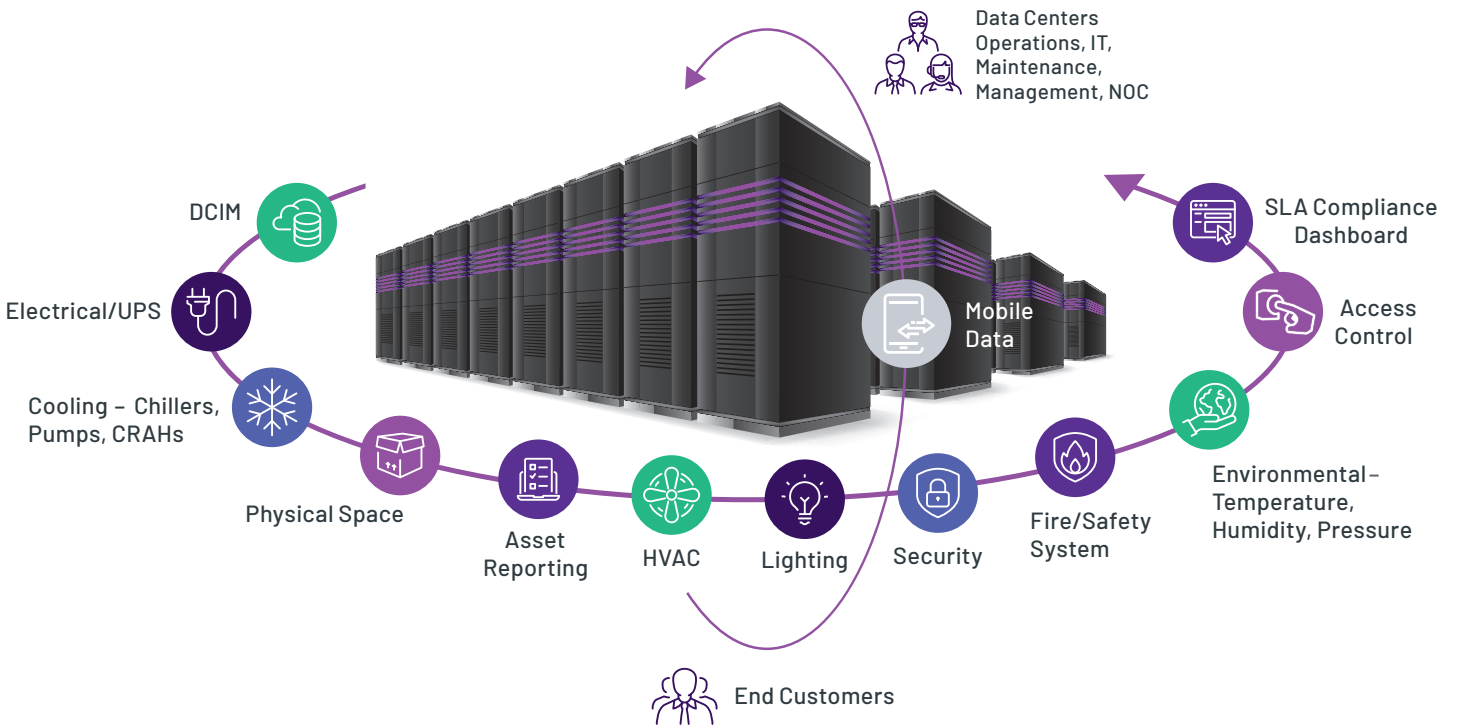 Data Centers
Operations, IT,
Maintenance,
Management, NOC
DCIM
SLA Compliance
Dashboard
Electrical/UPS
Mobile
Data
Access
Control
Cooling – Chillers,
Pumps, CRAHs
Physical Space
Asset
Reporting
HVAC
Lighting
Security
Fire/Safety
System
Environmental–
Temperature,
Humidity, Pressure
End Customers